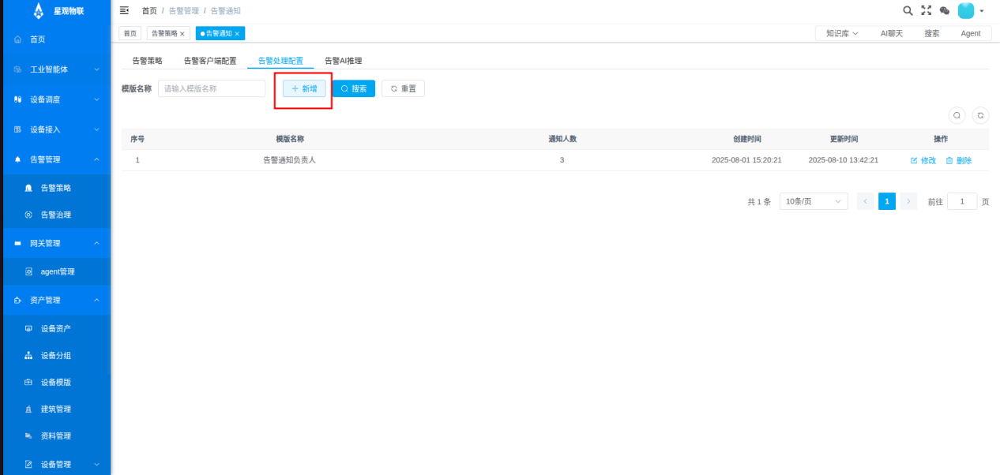 星观物联
首页 / 告警管理 / 告警通知
首页 告警策略 × 告警通知 × 知识库 AI聊天 搜索 Agent
首页
工业智能体
设备调度
设备接入
告警管理
告警策略
告警治理
网关管理
agent管理
资产管理
设备资产
设备分组
设备模版
建筑管理
资料管理
设备管理
告警策略 告警客户端配置 告警处理配置 告警AI推理
模版名称 请输入模版名称 + 新增 搜索 重置
序号 模版名称 通知人数 创建时间 更新时间 操作
1 告警通知负责人 3 2025-08-01 15:20:21 2025-08-10 13:42:21 修改 删除
共 1 条 10条/页 < 1 > 前往 1 页